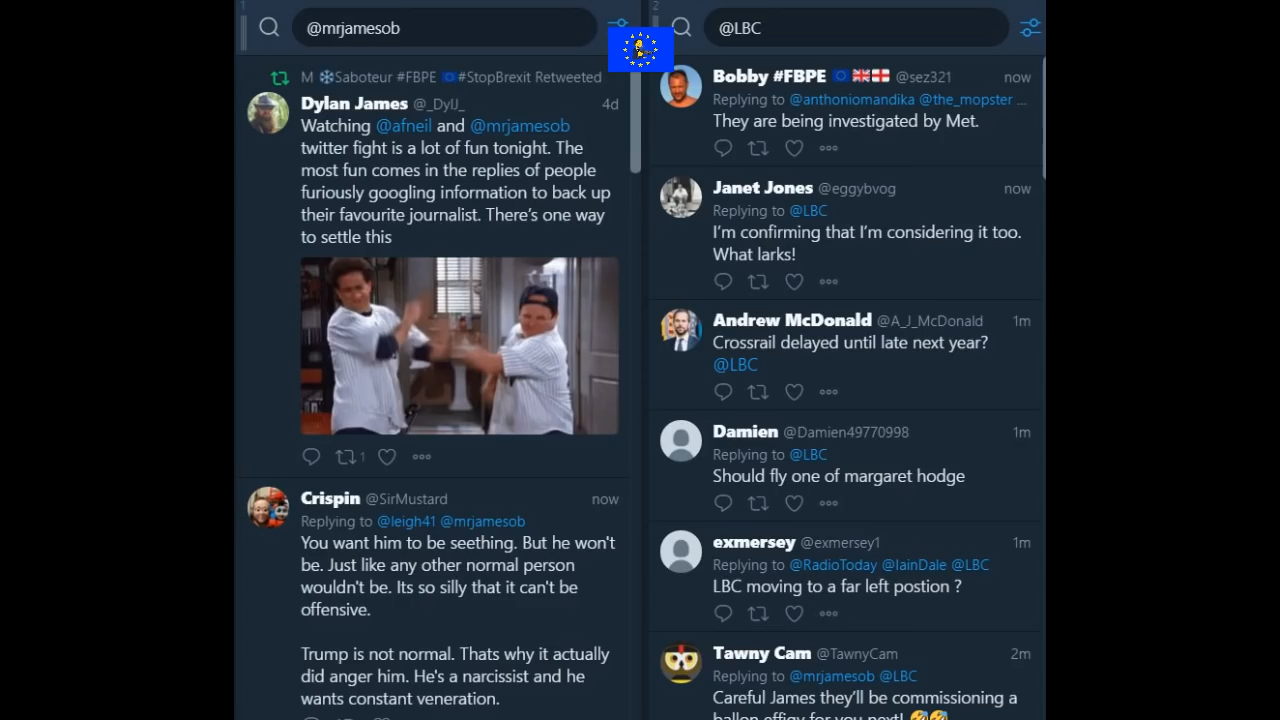 1
@mrjamesob
M ❄Saboteur #FBPE 🇪🇺#StopBrexit Retweeted
Dylan James @_DylJ_ 4d
Watching @afneil and @mrjamesob
twitter fight is a lot of fun tonight. The
most fun comes in the replies of people
furiously googling information to back up
their favourite journalist. There's one way
to settle this
1
Crispin @SirMustard now
Replying to @leigh41 @mrjamesob
You want him to be seething. But he won't
be. Just like any other normal person
wouldn't be. Its so silly that it can't be
offensive.
Trump is not normal. Thats why it actually
did anger him. He's a narcissist and he
wants constant veneration.
2
@LBC
Bobby #FBPE 🇪🇺🇬🇧🏴󠁧󠁢󠁥󠁮󠁧󠁿 @sez321 now
Replying to @anthoniomandika @the_mopster ...
They are being investigated by Met.
Janet Jones @eggybvog now
Replying to @LBC
I'm confirming that I'm considering it too.
What larks!
Andrew McDonald @A_J_McDonald 1m
Crossrail delayed until late next year?
@LBC
Damien @Damien49770998 1m
Replying to @LBC
Should fly one of margaret hodge
exmersey @exmersey1 1m
Replying to @RadioToday @IainDale @LBC
LBC moving to a far left postion ?
Tawny Cam @TawnyCam 2m
Replying to @mrjamesob @LBC
Careful James they'll be commissioning a
ballon effigy for you next! 🤣🤣